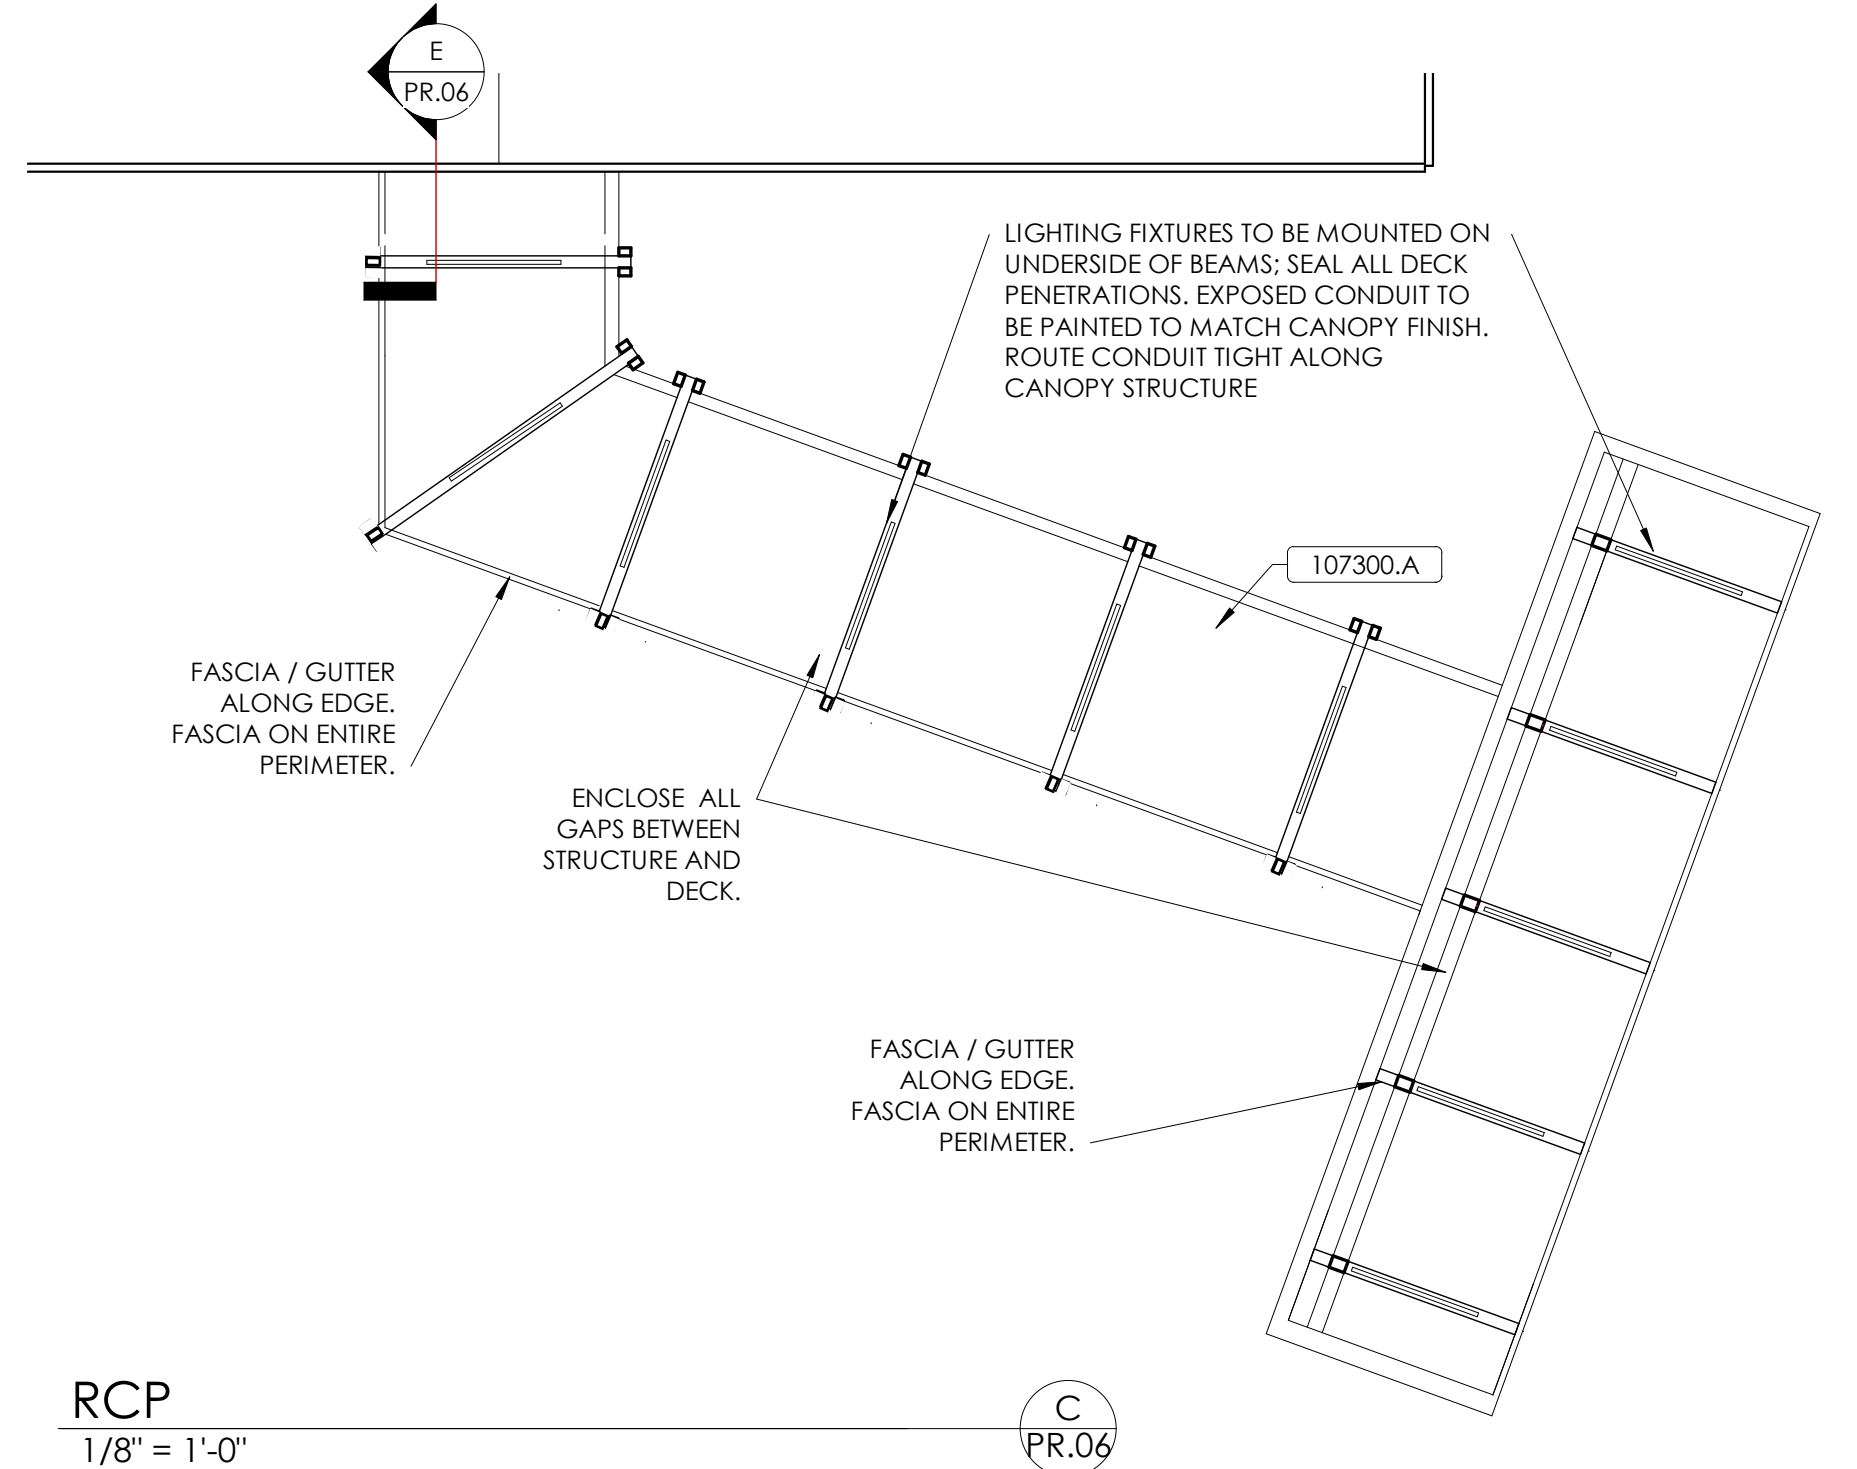 E
PR.06
LIGHTING FIXTURES TO BE MOUNTED ON
UNDERSIDE OF BEAMS; SEAL ALL DECK
PENETRATIONS. EXPOSED CONDUIT TO
BE PAINTED TO MATCH CANOPY FINISH.
ROUTE CONDUIT TIGHT ALONG
CANOPY STRUCTURE
107300.A
FASCIA / GUTTER
ALONG EDGE.
FASCIA ON ENTIRE
PERIMETER.
ENCLOSE  ALL
GAPS BETWEEN
STRUCTURE AND
DECK.
FASCIA / GUTTER
ALONG EDGE.
FASCIA ON ENTIRE
PERIMETER.
RCP
1/8" = 1'-0"
C
PR.06